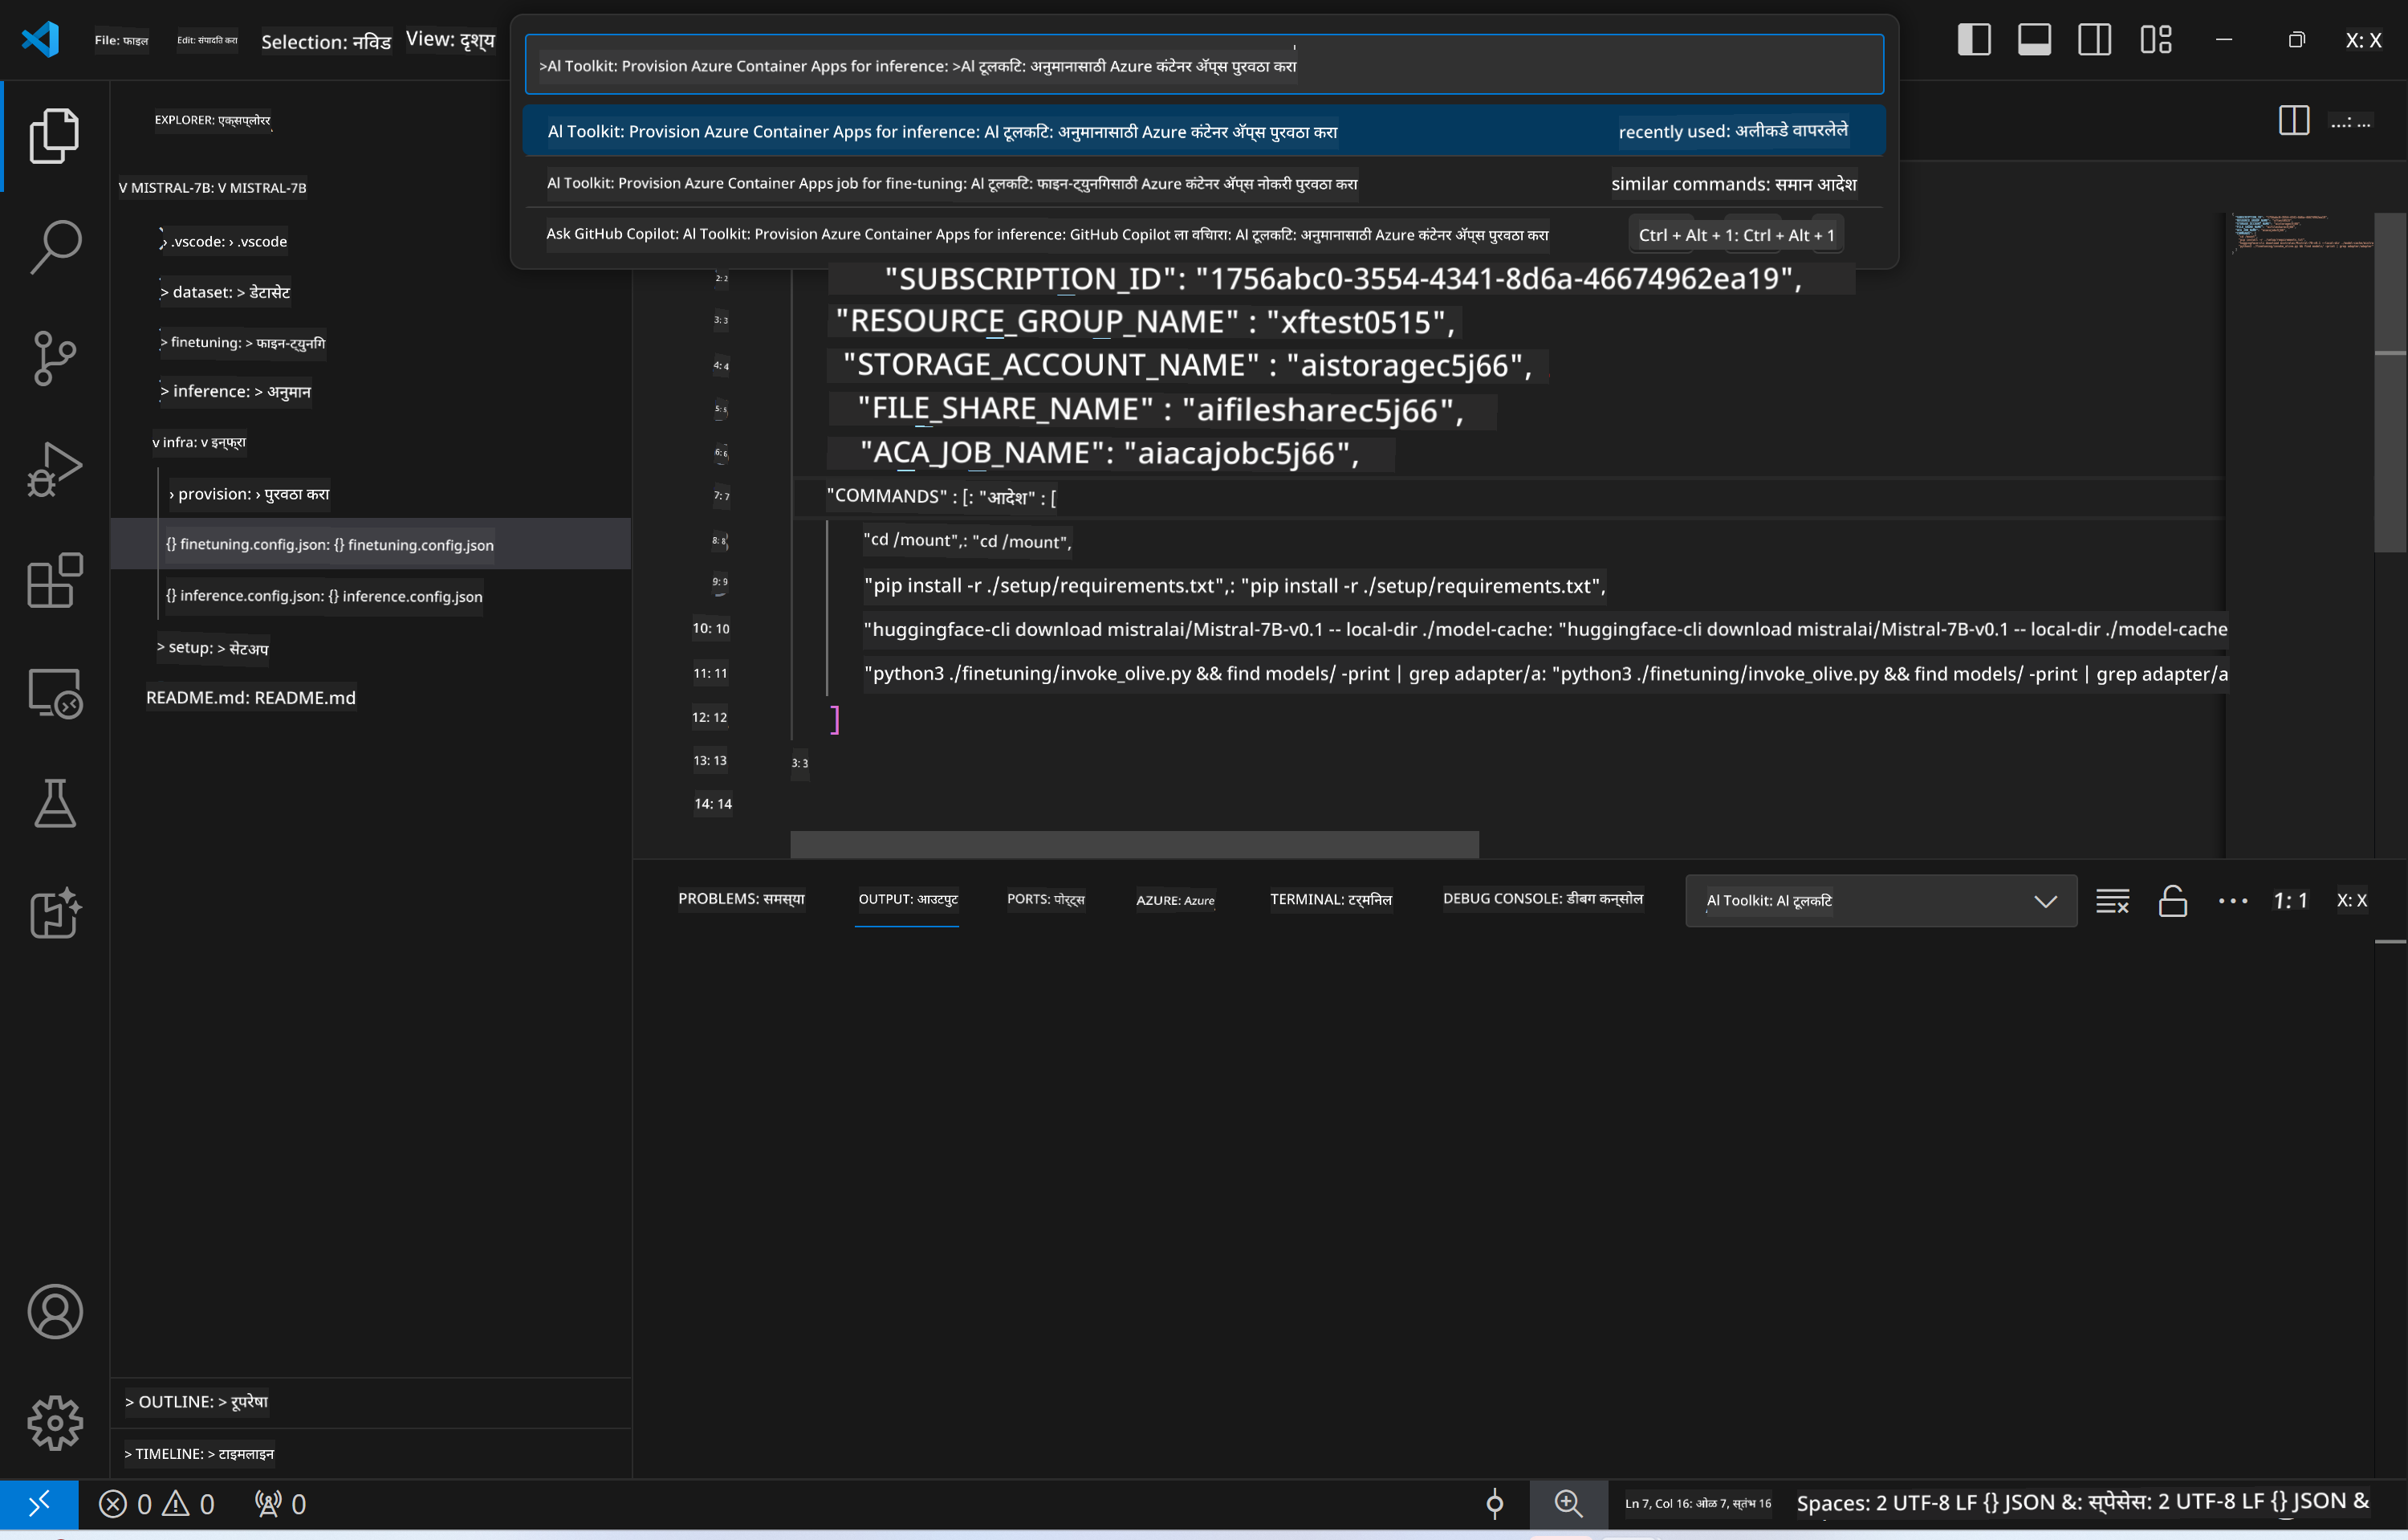 File: फाइल Edit: संपादित करा Selection: निवड View: दृश्य
>AI Toolkit: Provision Azure Container Apps for inference: >AI टूलकिट: अनुमानासाठी Azure कंटेनर ॲप्स पुरवठा करा
X: X
EXPLORER: एक्सप्लोरर
AI Toolkit: Provision Azure Container Apps for inference: AI टूलकिट: अनुमानासाठी Azure कंटेनर ॲप्स पुरवठा करा recently used: अलीकडे वापरलेले
...: ...
V MISTRAL-7B: V MISTRAL-7B
AI Toolkit: Provision Azure Container Apps job for fine-tuning: AI टूलकिट: फाइन-ट्युनिंगसाठी Azure कंटेनर ॲप्स नोकरी पुरवठा करा similar commands: समान आदेश
Ask GitHub Copilot: AI Toolkit: Provision Azure Container Apps for inference: GitHub Copilot ला विचारा: AI टूलकिट: अनुमानासाठी Azure कंटेनर ॲप्स पुरवठा करा Ctrl + Alt + 1: Ctrl + Alt + 1
› .vscode: › .vscode
> dataset: > डेटासेट
> finetuning: > फाइन-ट्युनिंग
> inference: > अनुमान
v infra: v इन्फ्रा
› provision: › पुरवठा करा
{} finetuning.config.json: {} finetuning.config.json
{} inference.config.json: {} inference.config.json
> setup: > सेटअप
README.md: README.md
2: 2 "SUBSCRIPTION_ID": "1756abc0-3554-4341-8d6a-46674962ea19",
3: 3 "RESOURCE_GROUP_NAME" : "xftest0515",
4: 4 "STORAGE_ACCOUNT_NAME" : "aistoragec5j66",
5: 5 "FILE_SHARE_NAME" : "aifilesharec5j66",
6: 6 "ACA_JOB_NAME": "aiacajobc5j66",
7: 7 "COMMANDS" : [: "आदेश" : [
8: 8 "cd /mount",: "cd /mount",
9: 9 "pip install -r ./setup/requirements.txt",: "pip install -r ./setup/requirements.txt",
10: 10 "huggingface-cli download mistralai/Mistral-7B-v0.1 -- local-dir ./model-cache: "huggingface-cli download mistralai/Mistral-7B-v0.1 -- local-dir ./model-cache
11: 11 "python3 ./finetuning/invoke_olive.py && find models/ -print | grep adapter/a: "python3 ./finetuning/invoke_olive.py && find models/ -print | grep adapter/a
12: 12 ]
13: 13 3: 3
14: 14
PROBLEMS: समस्या OUTPUT: आउटपुट PORTS: पोर्ट्स AZURE: Azure TERMINAL: टर्मिनल DEBUG CONSOLE: डीबग कन्सोल AI Toolkit: AI टूलकिट 1: 1 X: X
> OUTLINE: > रूपरेषा
> TIMELINE: > टाइमलाइन
0 0 0 Ln 7, Col 16: ओळ 7, स्तंभ 16 Spaces: 2 UTF-8 LF {} JSON &: स्पेसेस: 2 UTF-8 LF {} JSON &